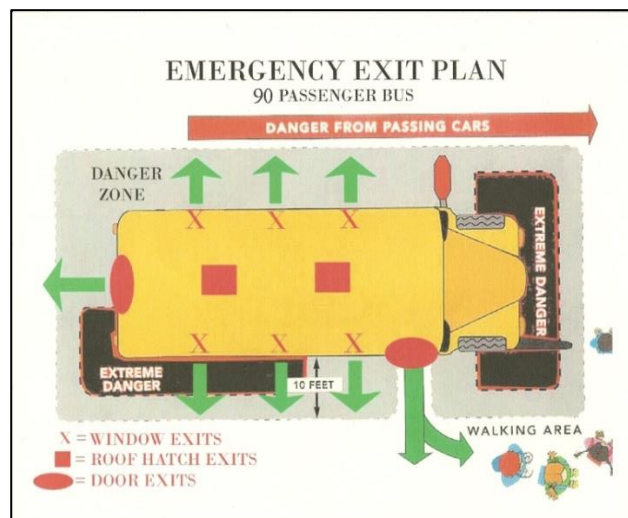 EMERGENCY EXIT PLAN
90 PASSENGER BUS
DANGER FROM PASSING CARS
DANGER
ZONE
X X X
EXTREME DANGER
X X X
EXTREME
DANGER
10 FEET
WALKING AREA
X = WINDOW EXITS
= ROOF HATCH EXITS
= DOOR EXITS